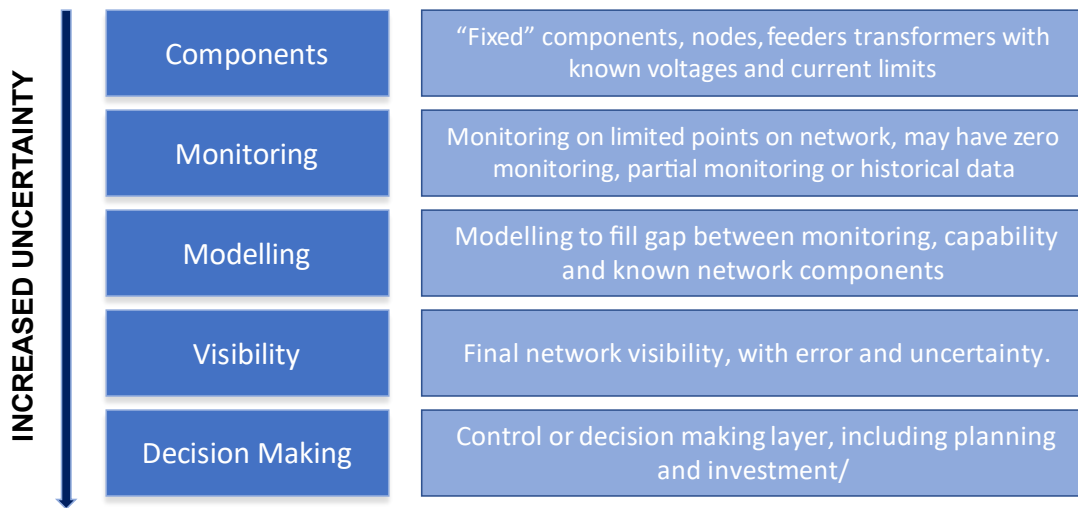 INCREASED UNCERTAINTY
Components
“Fixed” components, nodes, feeders transformers with
known voltages and current limits
Monitoring
Monitoring on limited points on network, may have zero
monitoring, partial monitoring or historical data
Modelling
Modelling to fill gap between monitoring, capability
and known network components
Visibility
Final network visibility, with error and uncertainty.
Decision Making
Control or decision making layer, including planning
and investment/